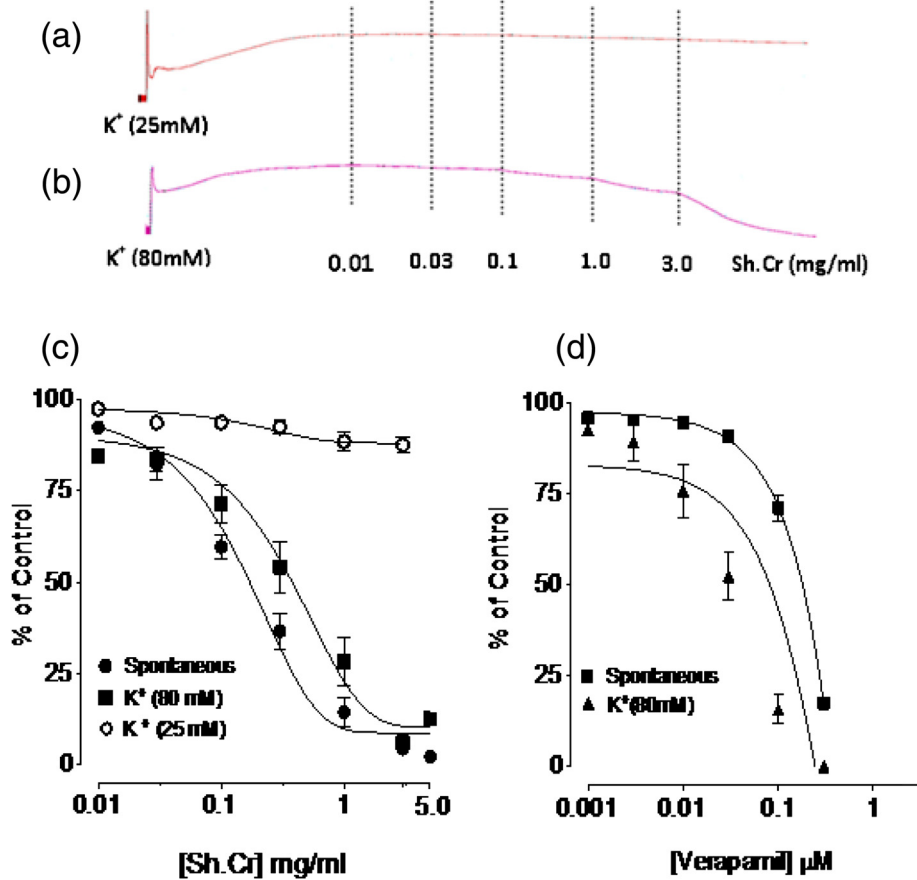 (a)
K+ (25mM)
(b)
K+ (80mM)
0.01 0.03 0.1 1.0 3.0 Sh.Cr (mg/ml)
(c)
100
75
50
25
0
% of Control
Spontaneous
K+ (80 mM)
K+ (25mM)
0.01 0.1 1 5.0
[Sh.Cr] mg/ml
(d)
100
75
50
25
0
% of Control
Spontaneous
K+(80mM)
0.001 0.01 0.1 1
[Verapamil] µM